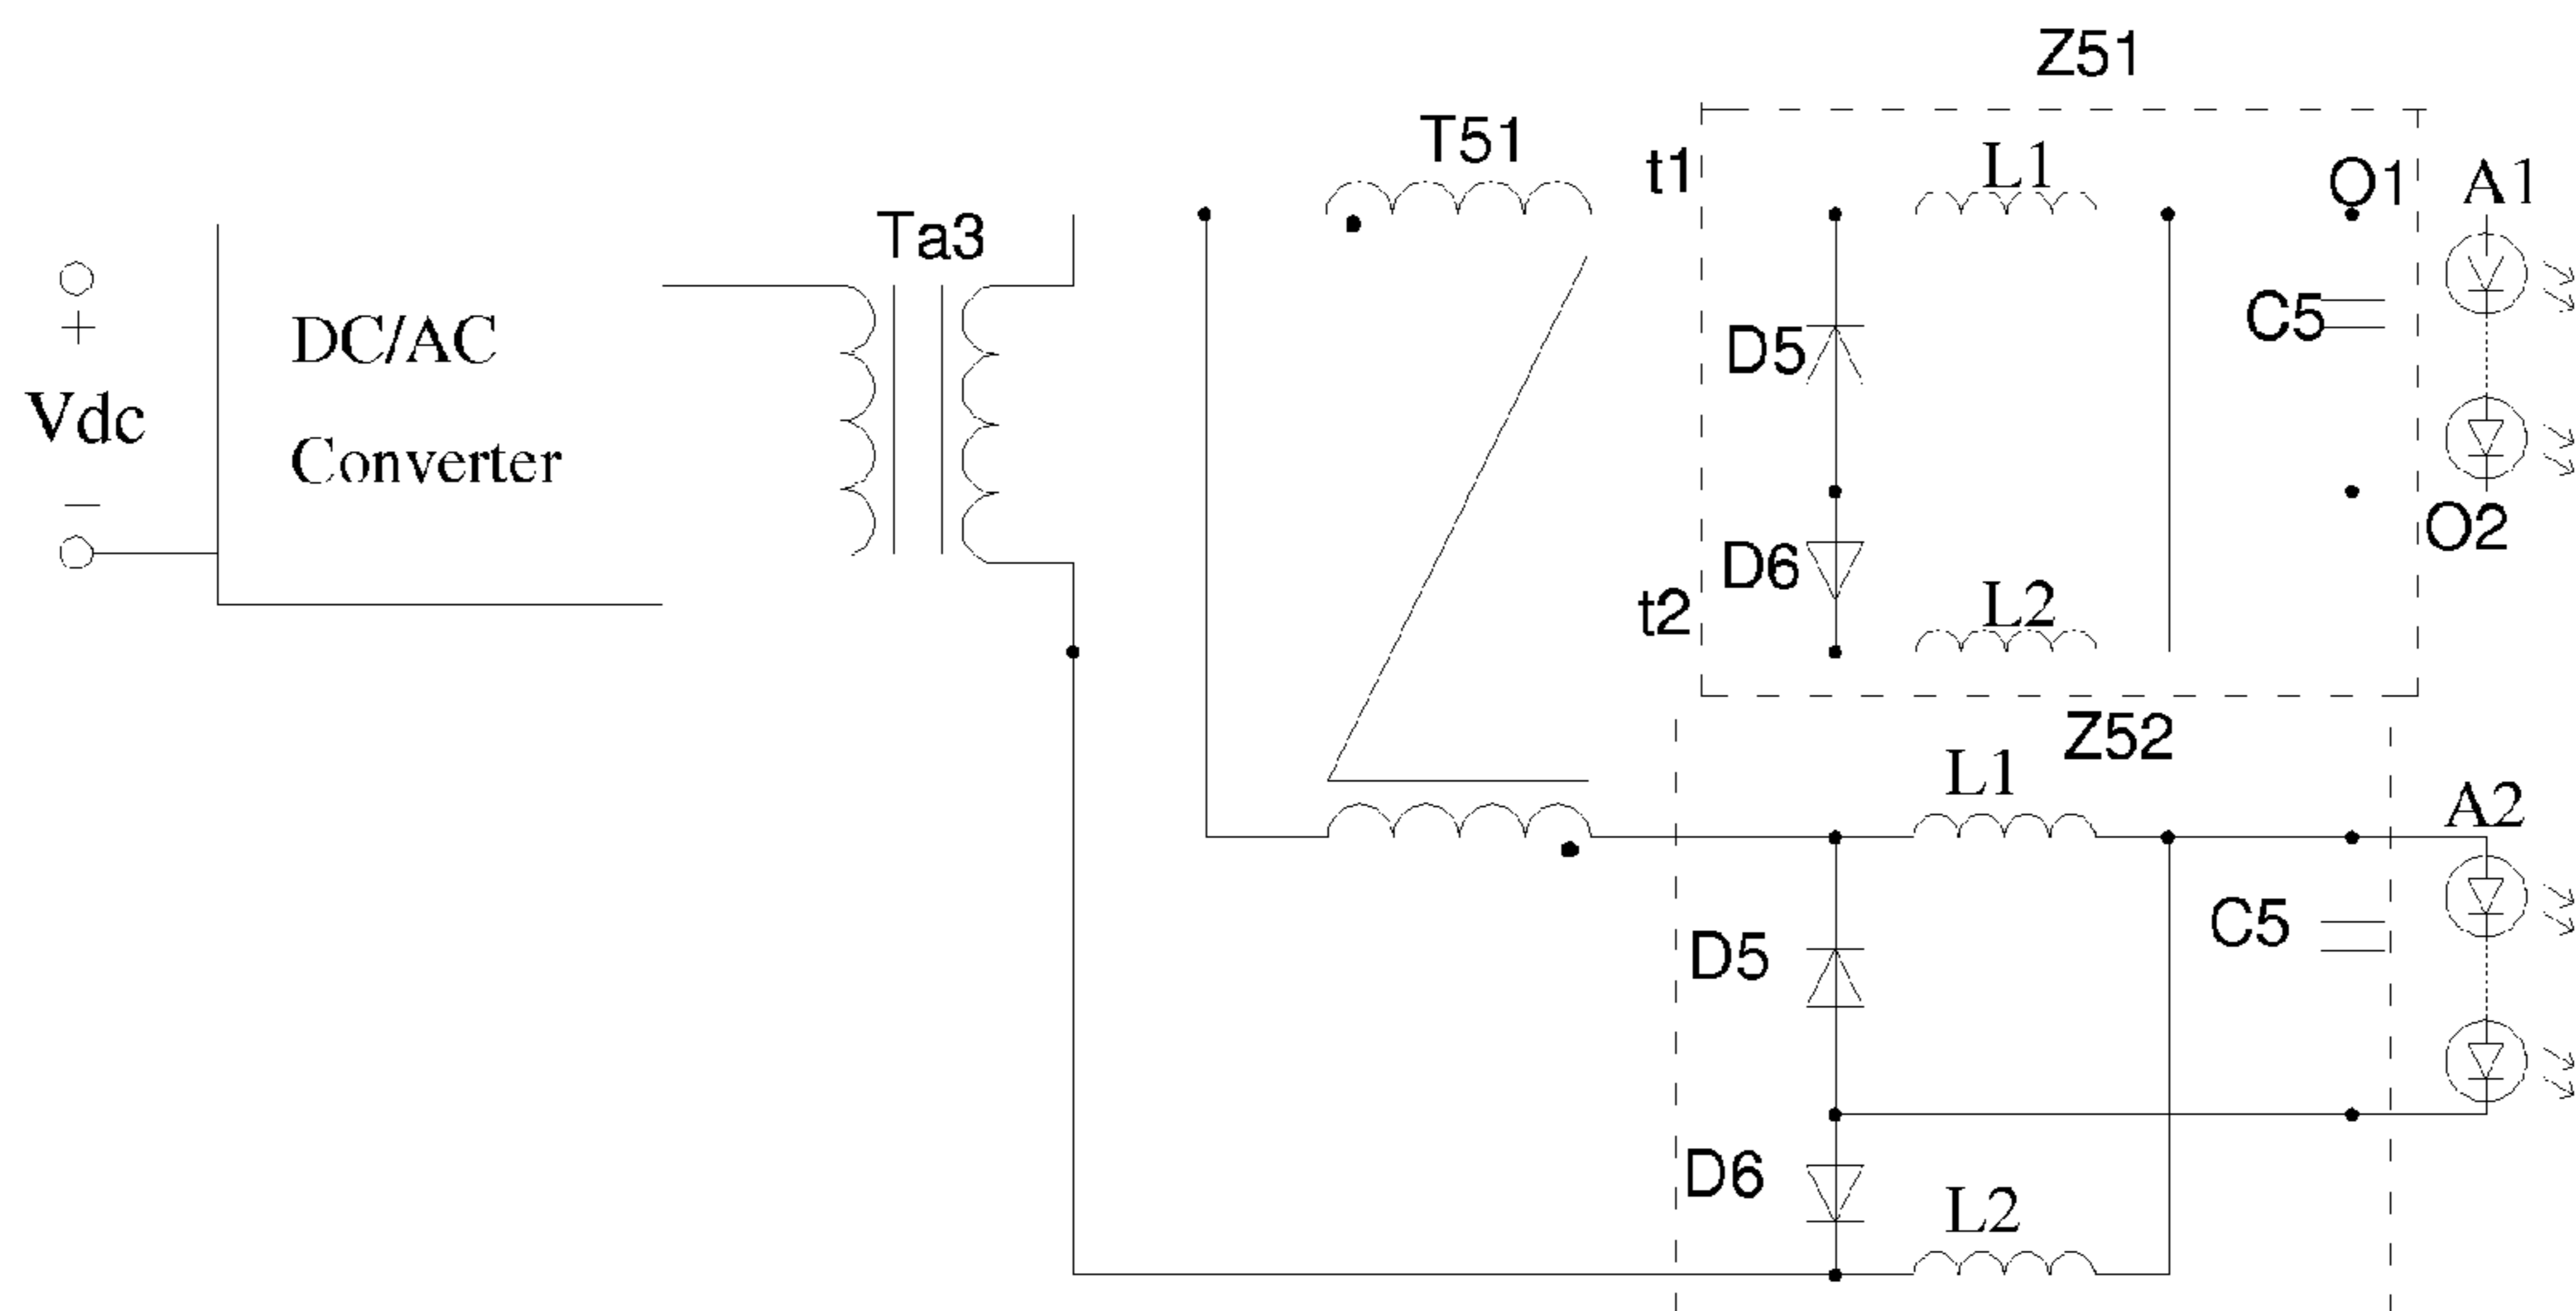 Z51
T51
t1
L1
O1
A1
Ta3
+
DC/AC
Converter
Vdc
−
D5
C5
D6
O2
t2
L2
Z52
L1
A2
D5
C5
D6
L2